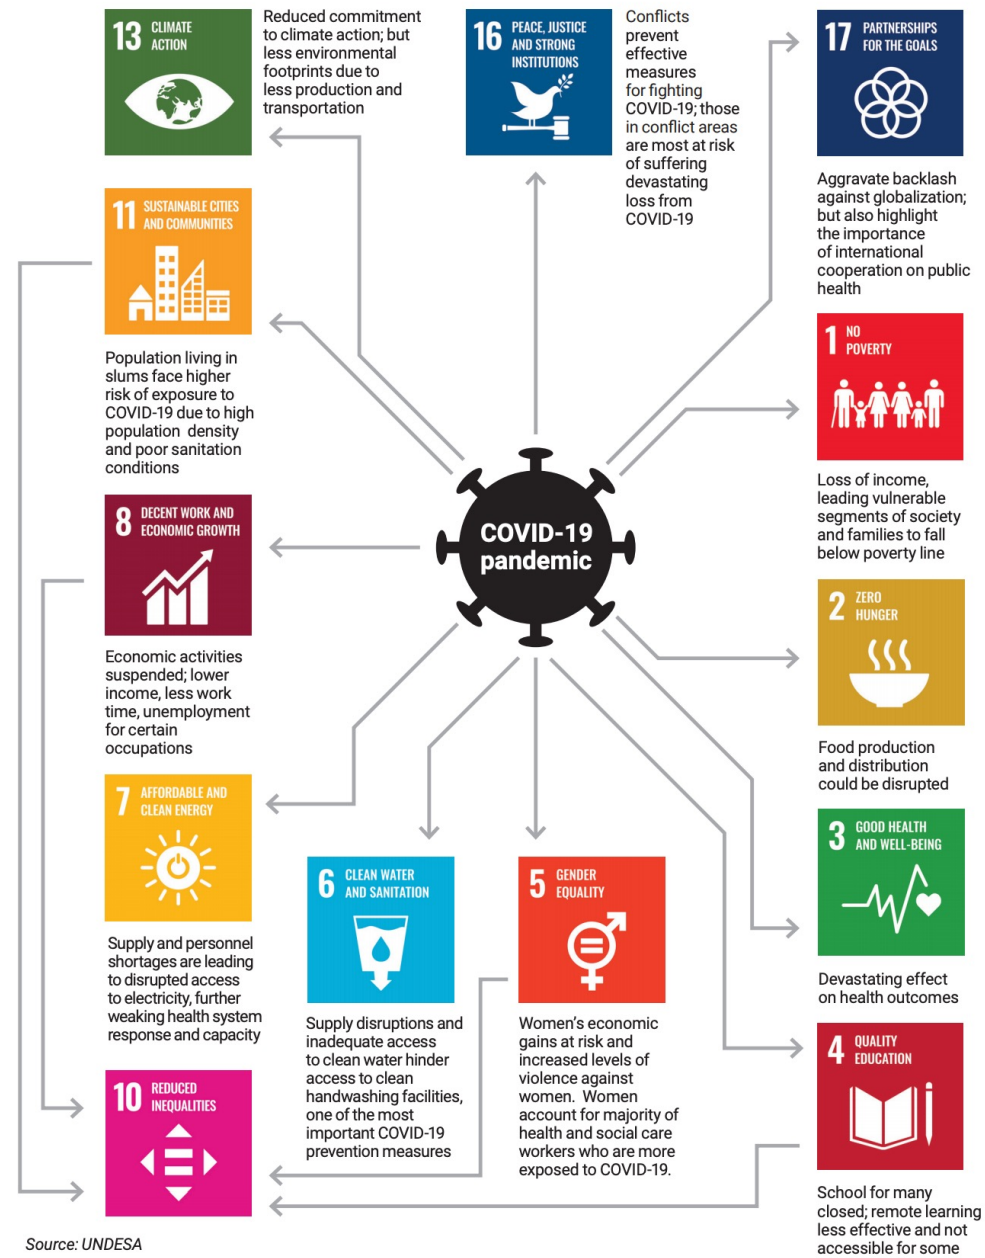 13 CLIMATE
ACTION
Reduced commitment
to climate action; but
less environmental
footprints due to
less production and
transportation
16 PEACE, JUSTICE
AND STRONG
INSTITUTIONS
Conflicts
prevent
effective
measures
for fighting
COVID-19; those
in conflict areas
are most at risk
of suffering
devastating
loss from
COVID-19
17 PARTNERSHIPS
FOR THE GOALS
Aggravate backlash
against globalization;
but also highlight
the importance
of international
cooperation on public
health
11 SUSTAINABLE CITIES
AND COMMUNITIES
Population living in
slums face higher
risk of exposure to
COVID-19 due to high
population density
and poor sanitation
conditions
1 NO
POVERTY
Loss of income,
leading vulnerable
segments of society
and families to fall
below poverty line
COVID-19
pandemic
8 DECENT WORK AND
ECONOMIC GROWTH
Economic activities
suspended; lower
income, less work
time, unemployment
for certain
occupations
2 ZERO
HUNGER
Food production
and distribution
could be disrupted
7 AFFORDABLE AND
CLEAN ENERGY
Supply and personnel
shortages are leading
to disrupted access
to electricity, further
weaking health system
response and capacity
6 CLEAN WATER
AND SANITATION
Supply disruptions and
inadequate access
to clean water hinder
access to clean
handwashing facilities,
one of the most
important COVID-19
prevention measures
5 GENDER
EQUALITY
Women's economic
gains at risk and
increased levels of
violence against
women. Women
account for majority of
health and social care
workers who are more
exposed to COVID-19.
3 GOOD HEALTH
AND WELL-BEING
Devastating effect
on health outcomes
4 QUALITY
EDUCATION
School for many
closed; remote learning
less effective and not
accessible for some
10 REDUCED
INEQUALITIES
Source: UNDESA